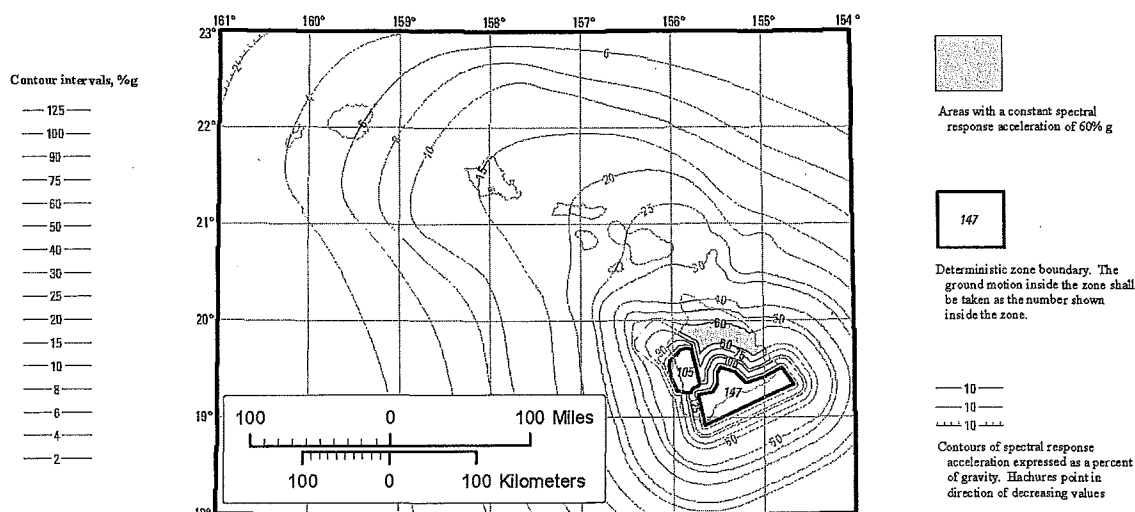 161° 160° 159° 158° 157° 156° 155° 154°
23°
22°
21°
20°
19°
Contour intervals, %g
125
100
90
75
60
50
40
30
25
20
15
10
8
6
4
2
2
6
10
15
20
25
30
60
60
75
100
105
147
50
50
100 0 100 Miles
100 0 100 Kilometers
Areas with a constant spectral
response acceleration of 60% g
147
Deterministic zone boundary. The
ground motion inside the zone shall
be taken as the number shown
inside the zone.
10
10
10
Contours of spectral response
acceleration expressed as a percent
of gravity. Hachures point in
direction of decreasing values